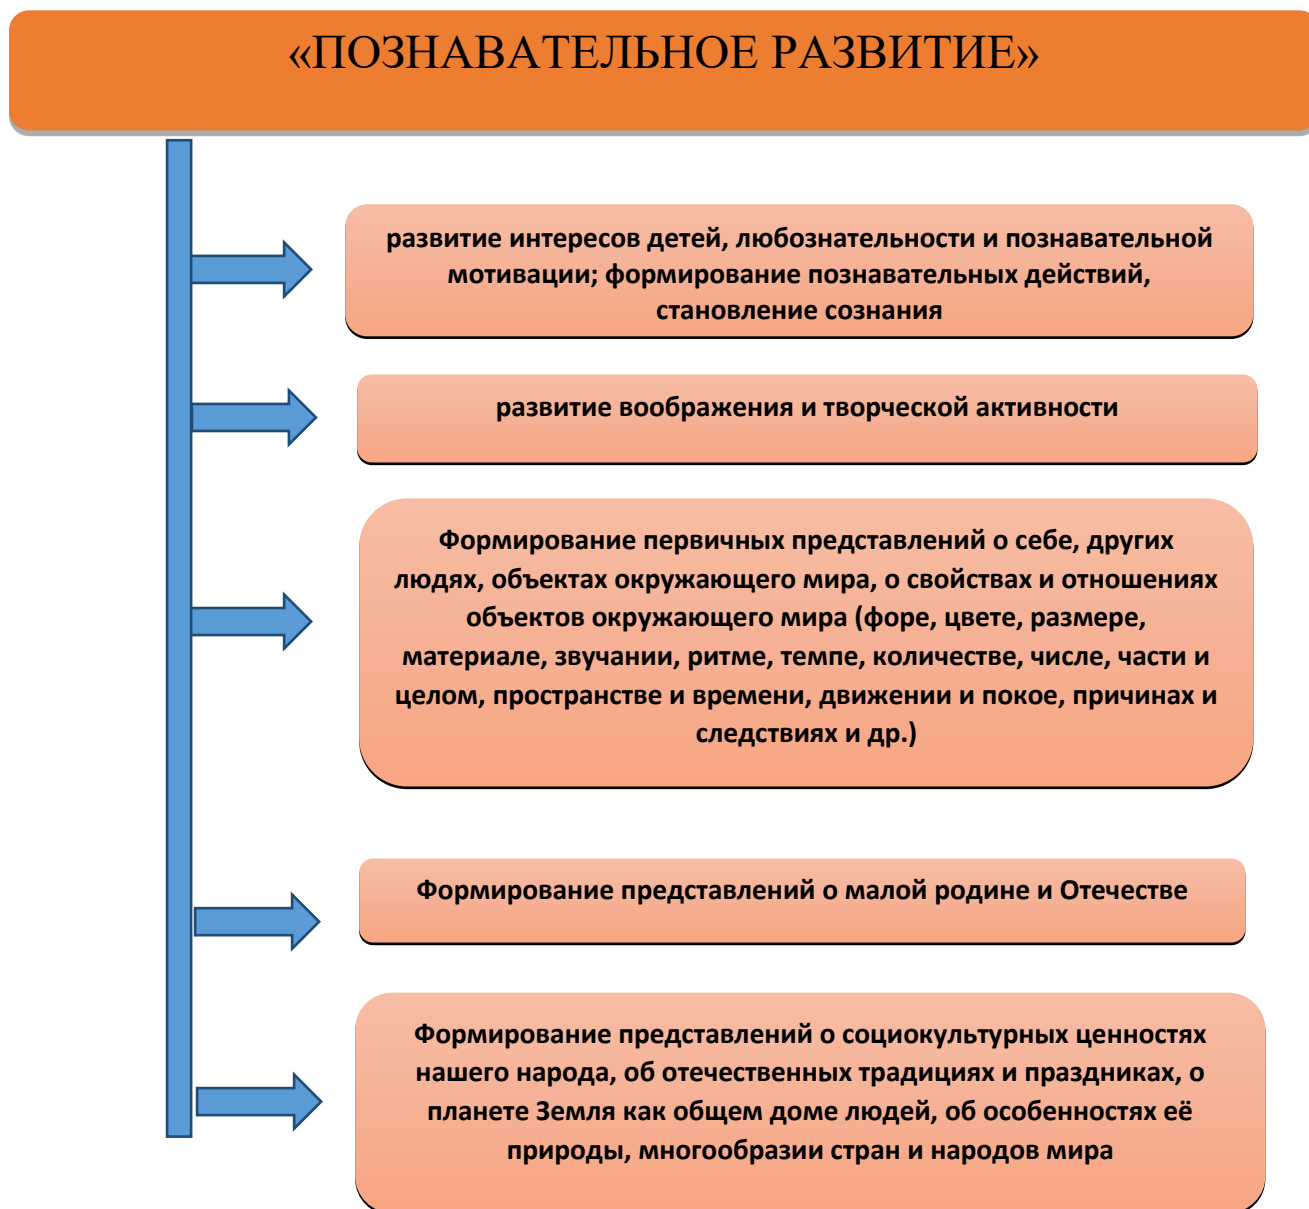 «ПОЗНАВАТЕЛЬНОЕ РАЗВИТИЕ»
развитие интересов детей, любознательности и познавательной
мотивации; формирование познавательных действий,
становление сознания
развитие воображения и творческой активности
Формирование первичных представлений о себе, других
людях, объектах окружающего мира, о свойствах и отношениях
объектов окружающего мира (форе, цвете, размере,
материале, звучании, ритме, темпе, количестве, числе, части и
целом, пространстве и времени, движении и покое, причинах и
следствиях и др.)
Формирование представлений о малой родине и Отечестве
Формирование представлений о социокультурных ценностях
нашего народа, об отечественных традициях и праздниках, о
планете Земля как общем доме людей, об особенностях её
природы, многообразии стран и народов мира